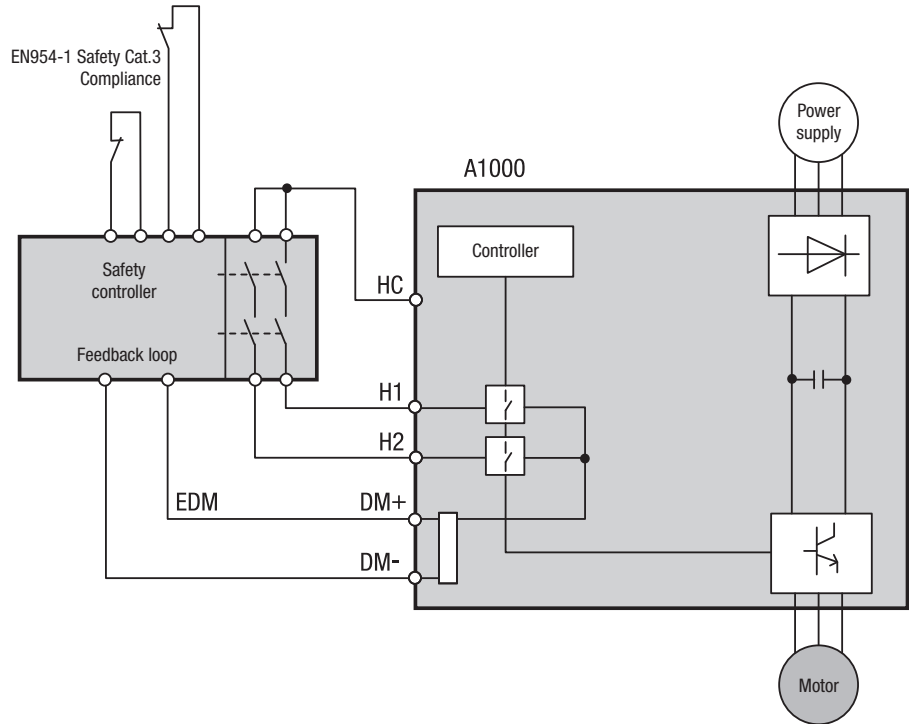 EN954-1 Safety Cat.3
Compliance
Power
supply
A1000
Safety
controller
Controller
HC
Feedback loop
H1
H2
EDM
DM+
DM-
Motor